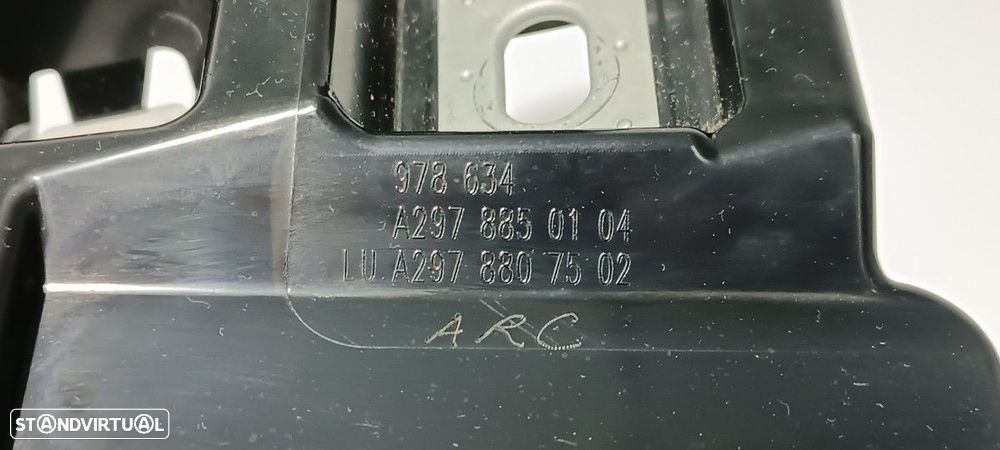 978 634
A297 885 01 04
LU A297 880 75 02
ARC
STANDVIRTUAL